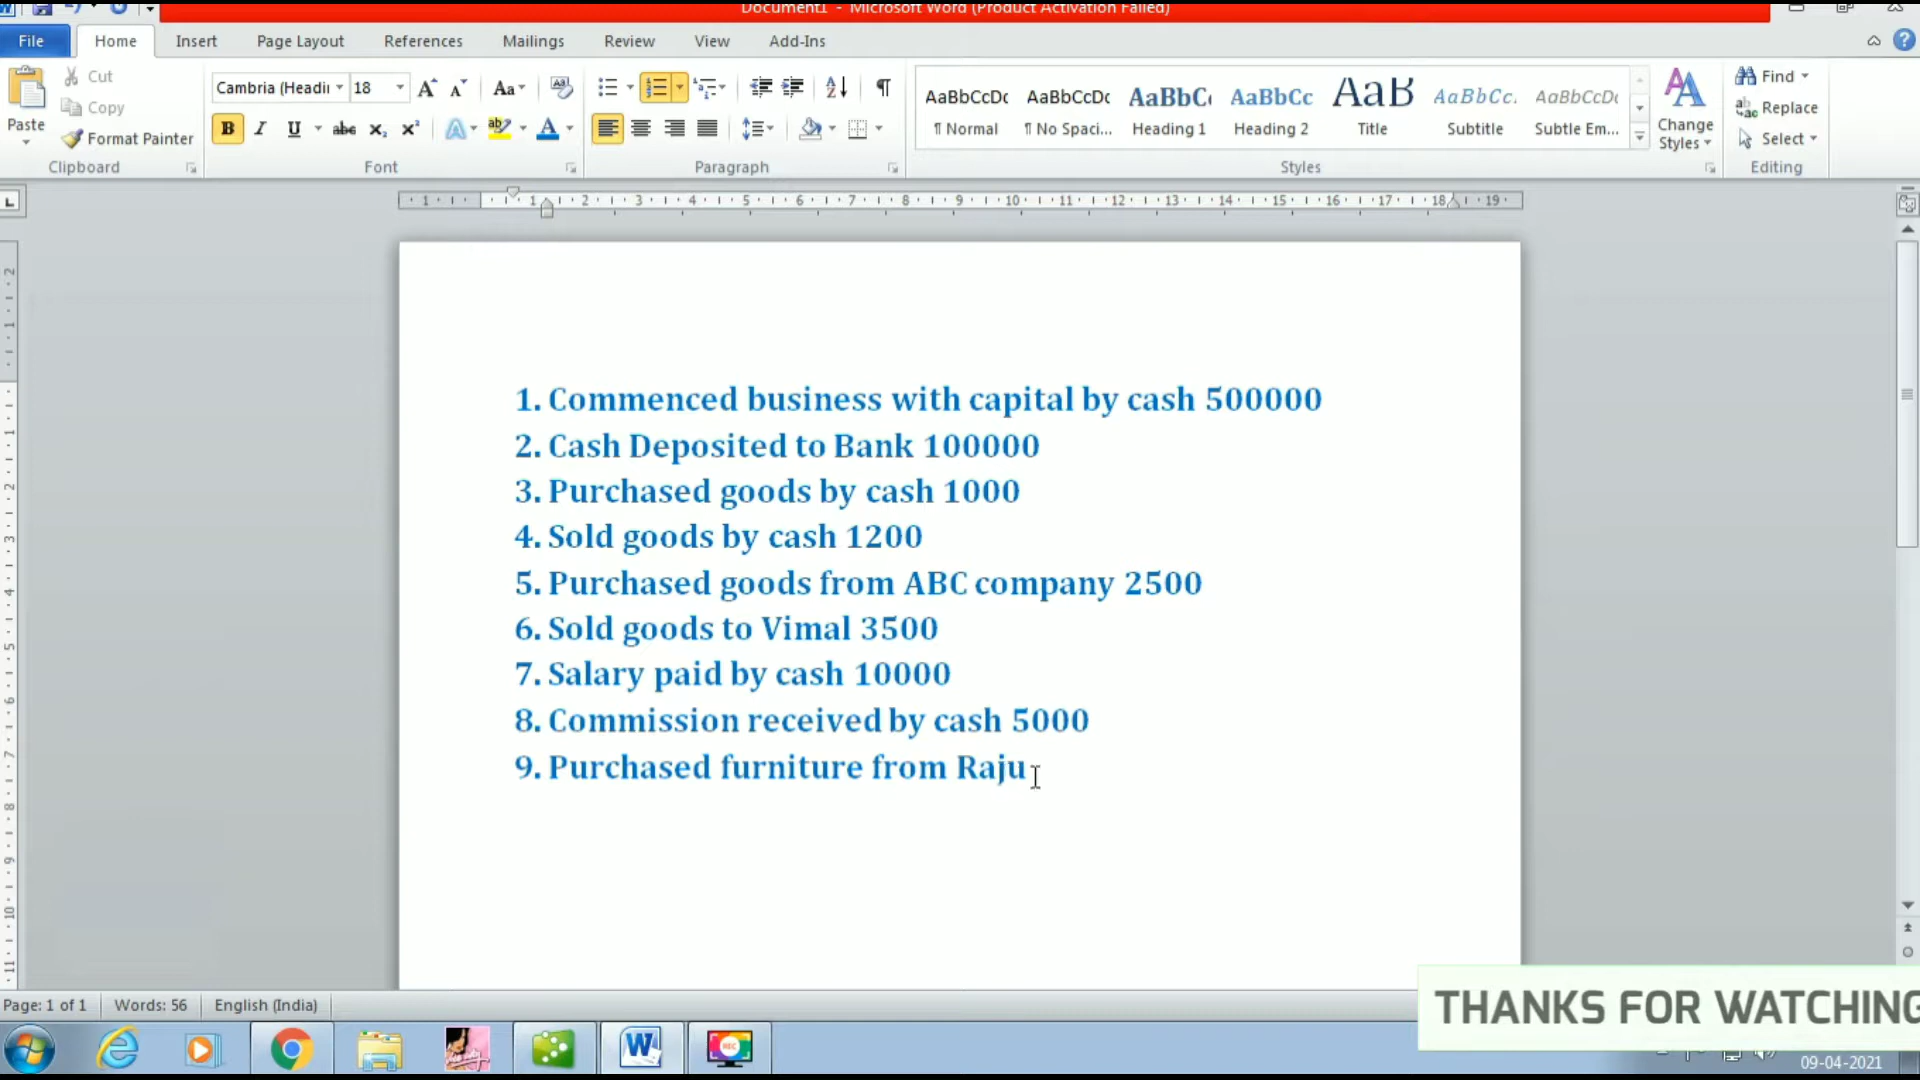 Document1 - Microsoft Word (Product Activation Failed)
File Home Insert Page Layout References Mailings Review View Add-Ins
Cut
Copy
Format Painter
Paste
Clipboard
Cambria (Headi 18
Font
Paragraph
AaBbCcDc AaBbCcDc AaBbC AaBbCc AaB AaBbCc. AaBbCcDc
¶ Normal ¶ No Spaci... Heading 1 Heading 2 Title Subtitle Subtle Em...
Change
Styles
Styles
Find
Replace
Select
Editing
1. Commenced business with capital by cash 500000
2. Cash Deposited to Bank 100000
3. Purchased goods by cash 1000
4. Sold goods by cash 1200
5. Purchased goods from ABC company 2500
6. Sold goods to Vimal 3500
7. Salary paid by cash 10000
8. Commission received by cash 5000
9. Purchased furniture from Raju
THANKS FOR WATCHING
Page: 1 of 1 Words: 56 English (India)
09-04-2021